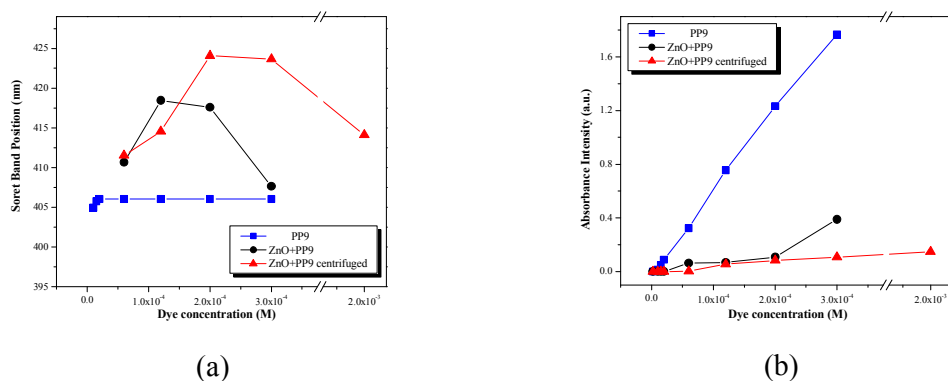 425
420
415
410
405
400
395
Soret Band Position (nm)
PP9
ZnO+PP9
ZnO+PP9 centrifuged
0.0
1.0x10⁻⁴
2.0x10⁻⁴
3.0x10⁻⁴
2.0x10⁻³
Dye concentration (M)
(a)
1.8
1.2
0.6
0.4
0.0
Absorbance Intensity (a.u.)
PP9
ZnO+PP9
ZnO+PP9 centrifuged
0.0
1.0x10⁻⁴
2.0x10⁻⁴
3.0x10⁻⁴
2.0x10⁻³
Dye concentration (M)
(b)